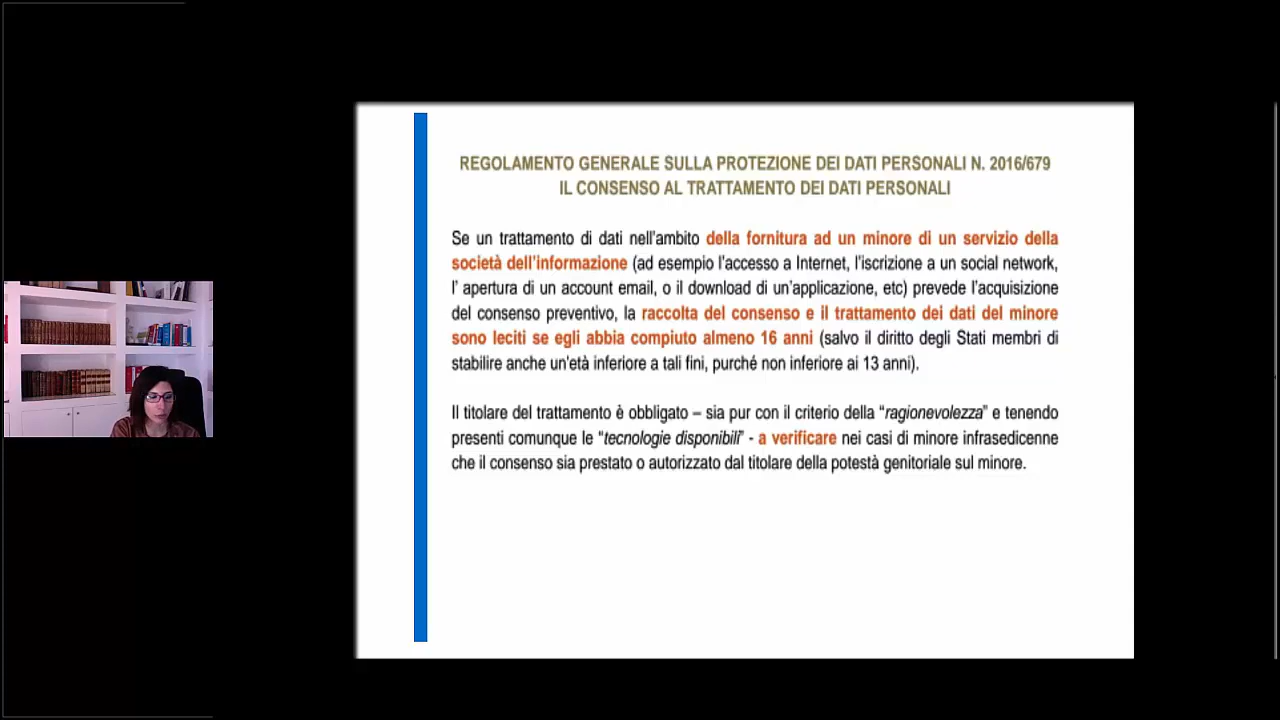 REGOLAMENTO GENERALE SULLA PROTEZIONE DEI DATI PERSONALI N. 2016/679
IL CONSENSO AL TRATTAMENTO DEI DATI PERSONALI
Se un trattamento di dati nell'ambito della fornitura ad un minore di un servizio della
società dell'informazione (ad esempio l'accesso a Internet, l'iscrizione a un social network,
l' apertura di un account email, o il download di un'applicazione, etc) prevede l'acquisizione
del consenso preventivo, la raccolta del consenso e il trattamento dei dati del minore
sono leciti se egli abbia compiuto almeno 16 anni (salvo il diritto degli Stati membri di
stabilire anche un'età inferiore a tali fini, purché non inferiore ai 13 anni).
Il titolare del trattamento è obbligato – sia pur con il criterio della “ragionevolezza” e tenendo
presenti comunque le “tecnologie disponibili” - a verificare nei casi di minore infrasedicenne
che il consenso sia prestato o autorizzato dal titolare della potestà genitoriale sul minore.